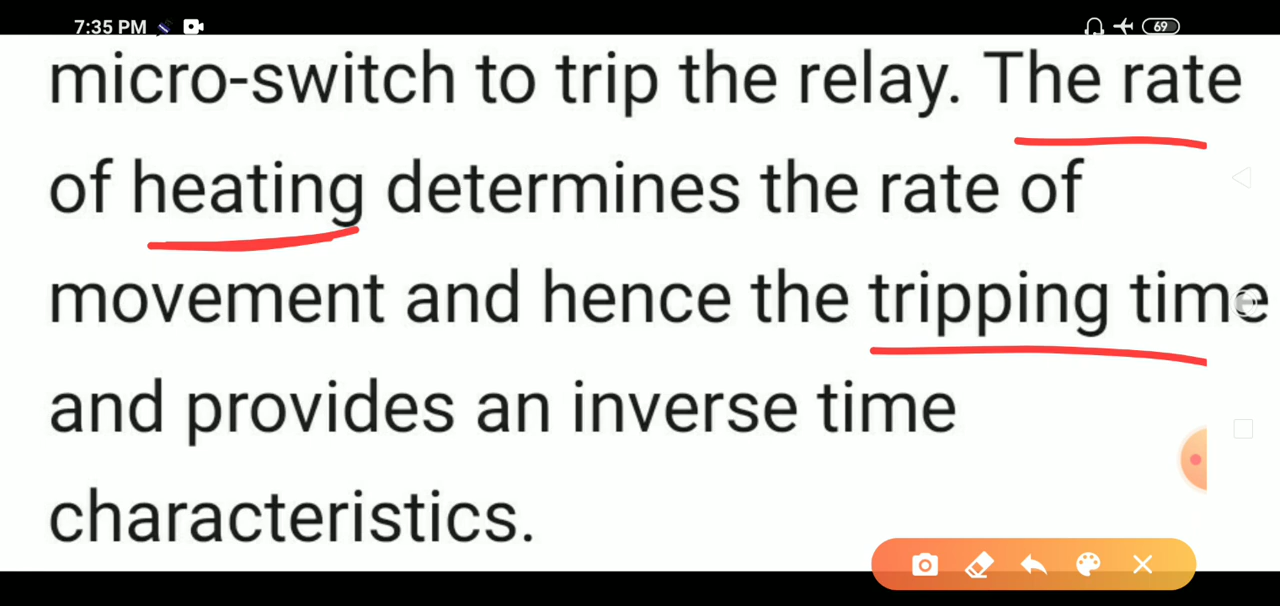 7:35 PM 69
micro-switch to trip the relay. The rate
of heating determines the rate of
movement and hence the tripping time
and provides an inverse time
characteristics.